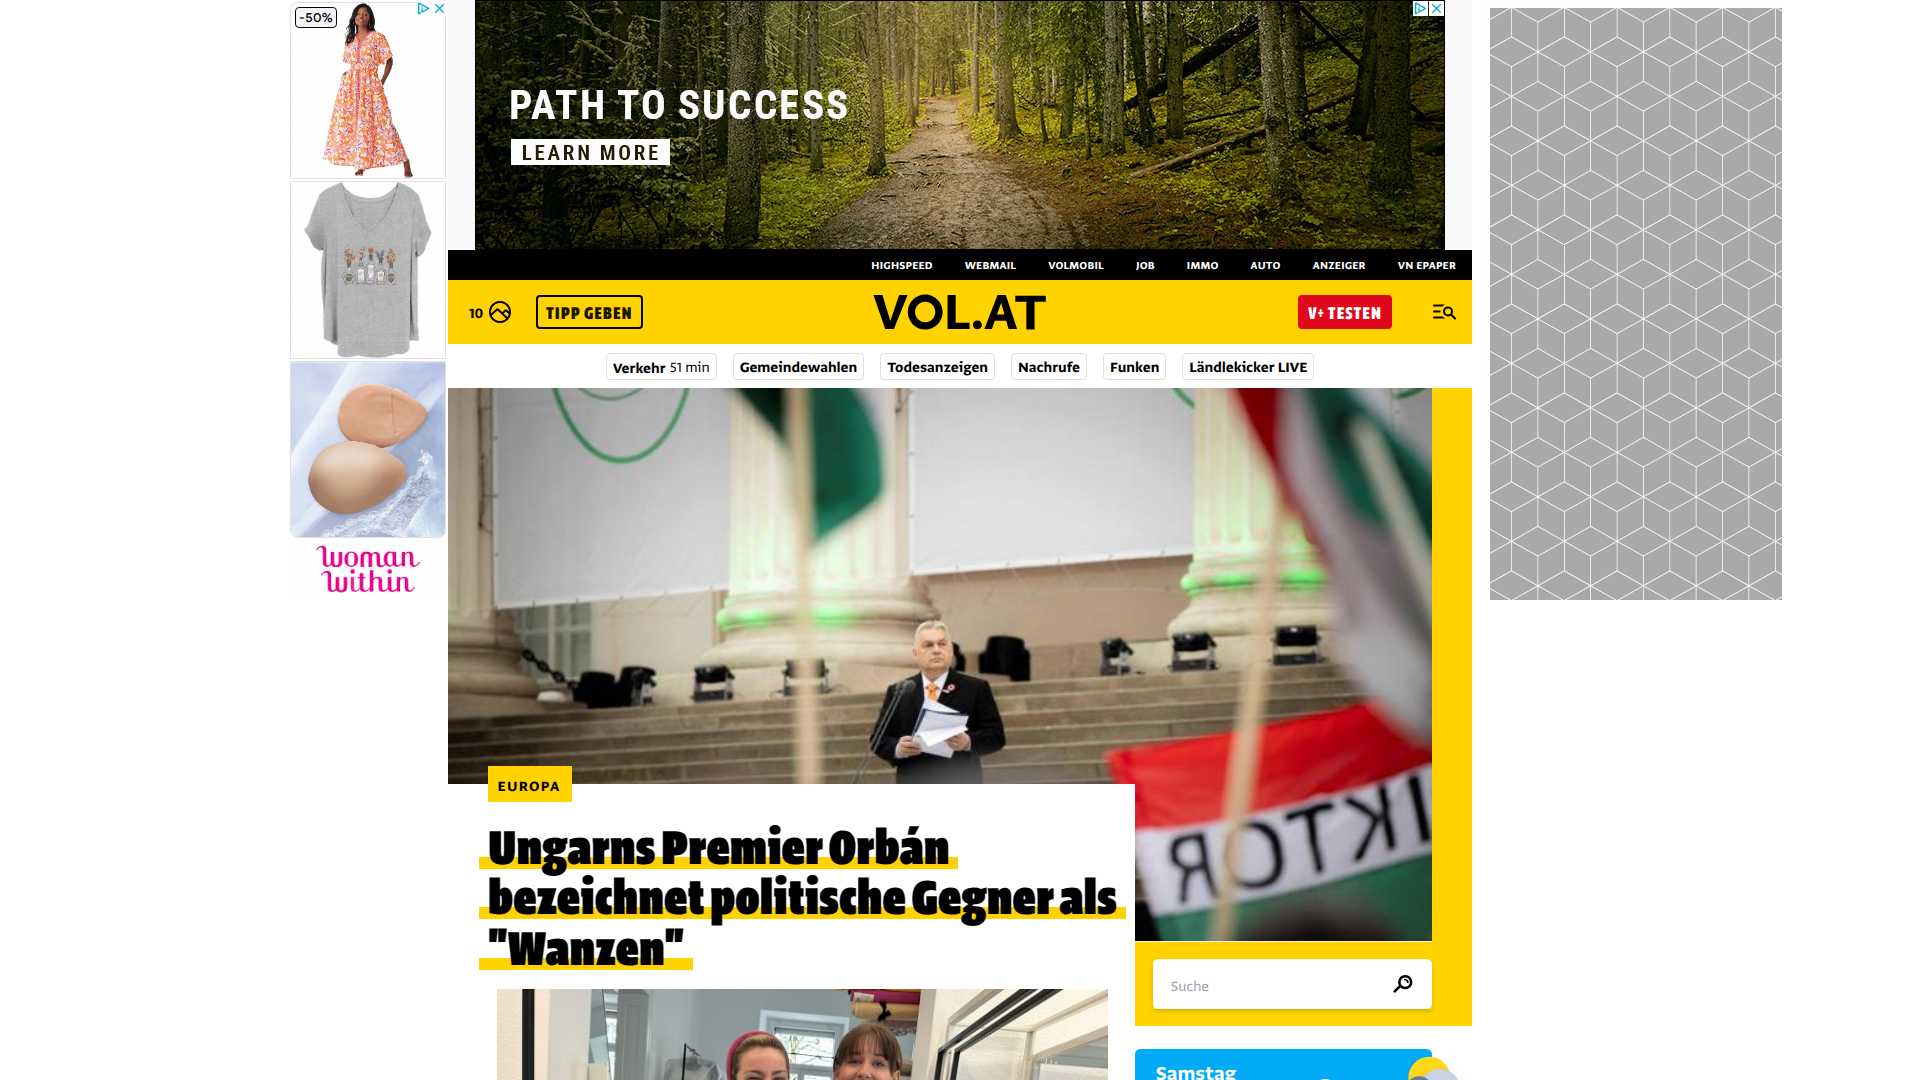 -50%
woman
within
PATH TO SUCCESS
LEARN MORE
HIGHSPEED WEBMAIL VOLMOBIL JOB IMMO AUTO ANZEIGER VN EPAPER
10 TIPP GEBEN VOL.AT V+ TESTEN
Verkehr 51 min Gemeindewahlen Todesanzeigen Nachrufe Funken Ländlekicker LIVE
EUROPA
Ungarns Premier Orbán
bezeichnet politische Gegner als
"Wanzen"
Suche
Samstag